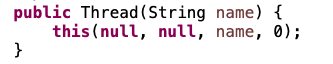 public Thread(String name) {
    this(null, null, name, 0);
}